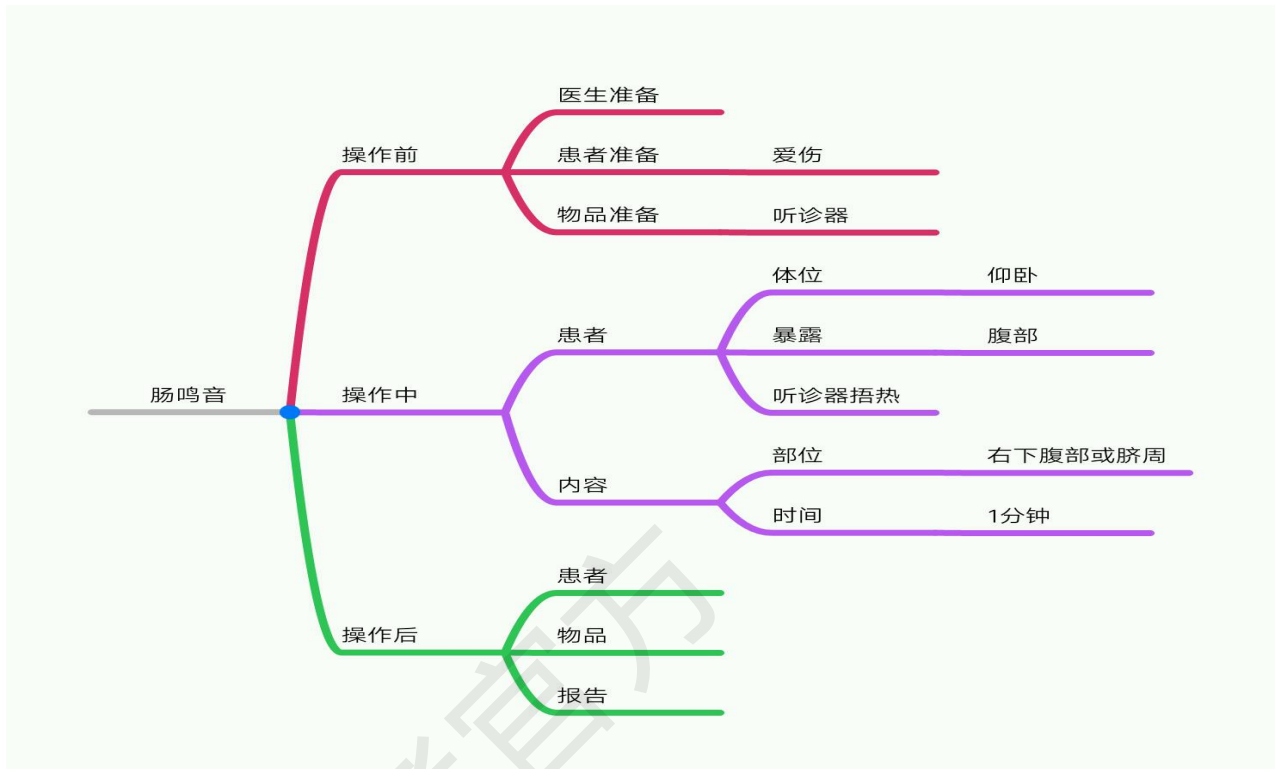 肠鸣音
操作前
医生准备
患者准备
爱伤
物品准备
听诊器
操作中
患者
体位
仰卧
暴露
腹部
听诊器捂热
内容
部位
右下腹部或脐周
时间
1分钟
操作后
患者
物品
报告
官方